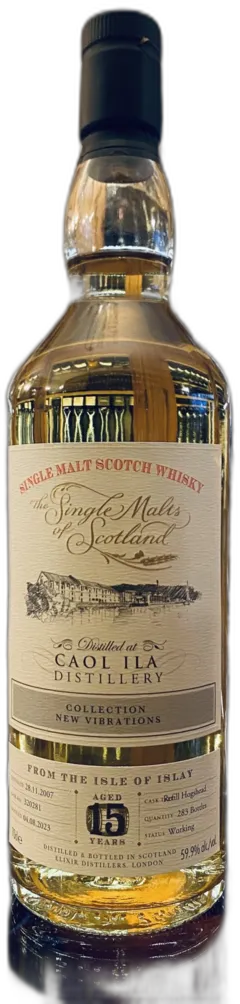 SINGLE MALT SCOTCH WHISKY
The Single Malts
of Scotland
Distilled at
CAOL ILA
DISTILLERY
COLLECTION
NEW VIBRATIONS
FROM THE ISLE OF ISLAY
28.11.2007
320281
08.08.2023
AGED
15
YEARS
Refill Hogshead
QUANTITY 283 Bottles
STATUS Working
DISTILLED & BOTTLED IN SCOTLAND
ELIXIR DISTILLERS, LONDON
59.9% alc/vol